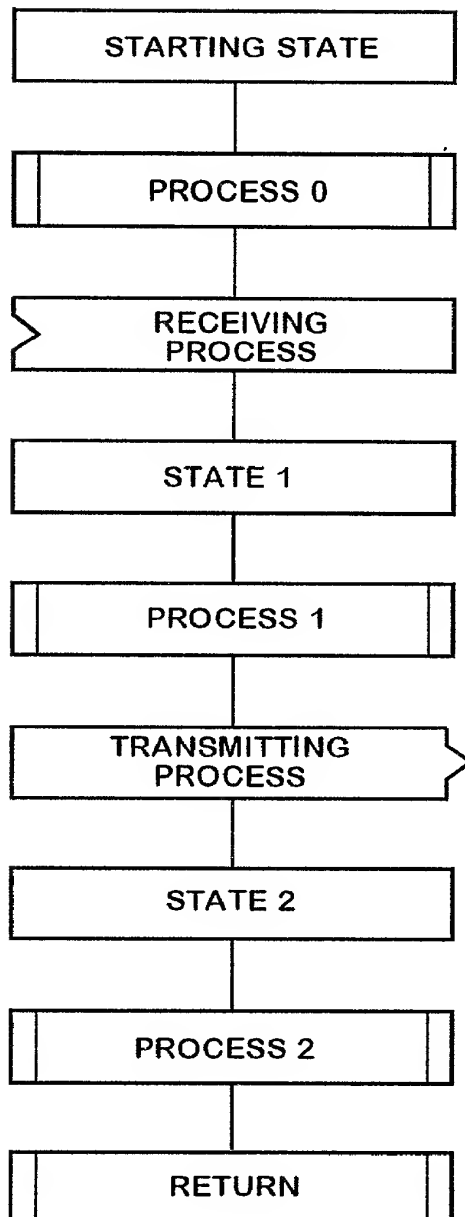 STARTING STATE
PROCESS 0
RECEIVING
PROCESS
STATE 1
PROCESS 1
TRANSMITTING
PROCESS
STATE 2
PROCESS 2
RETURN